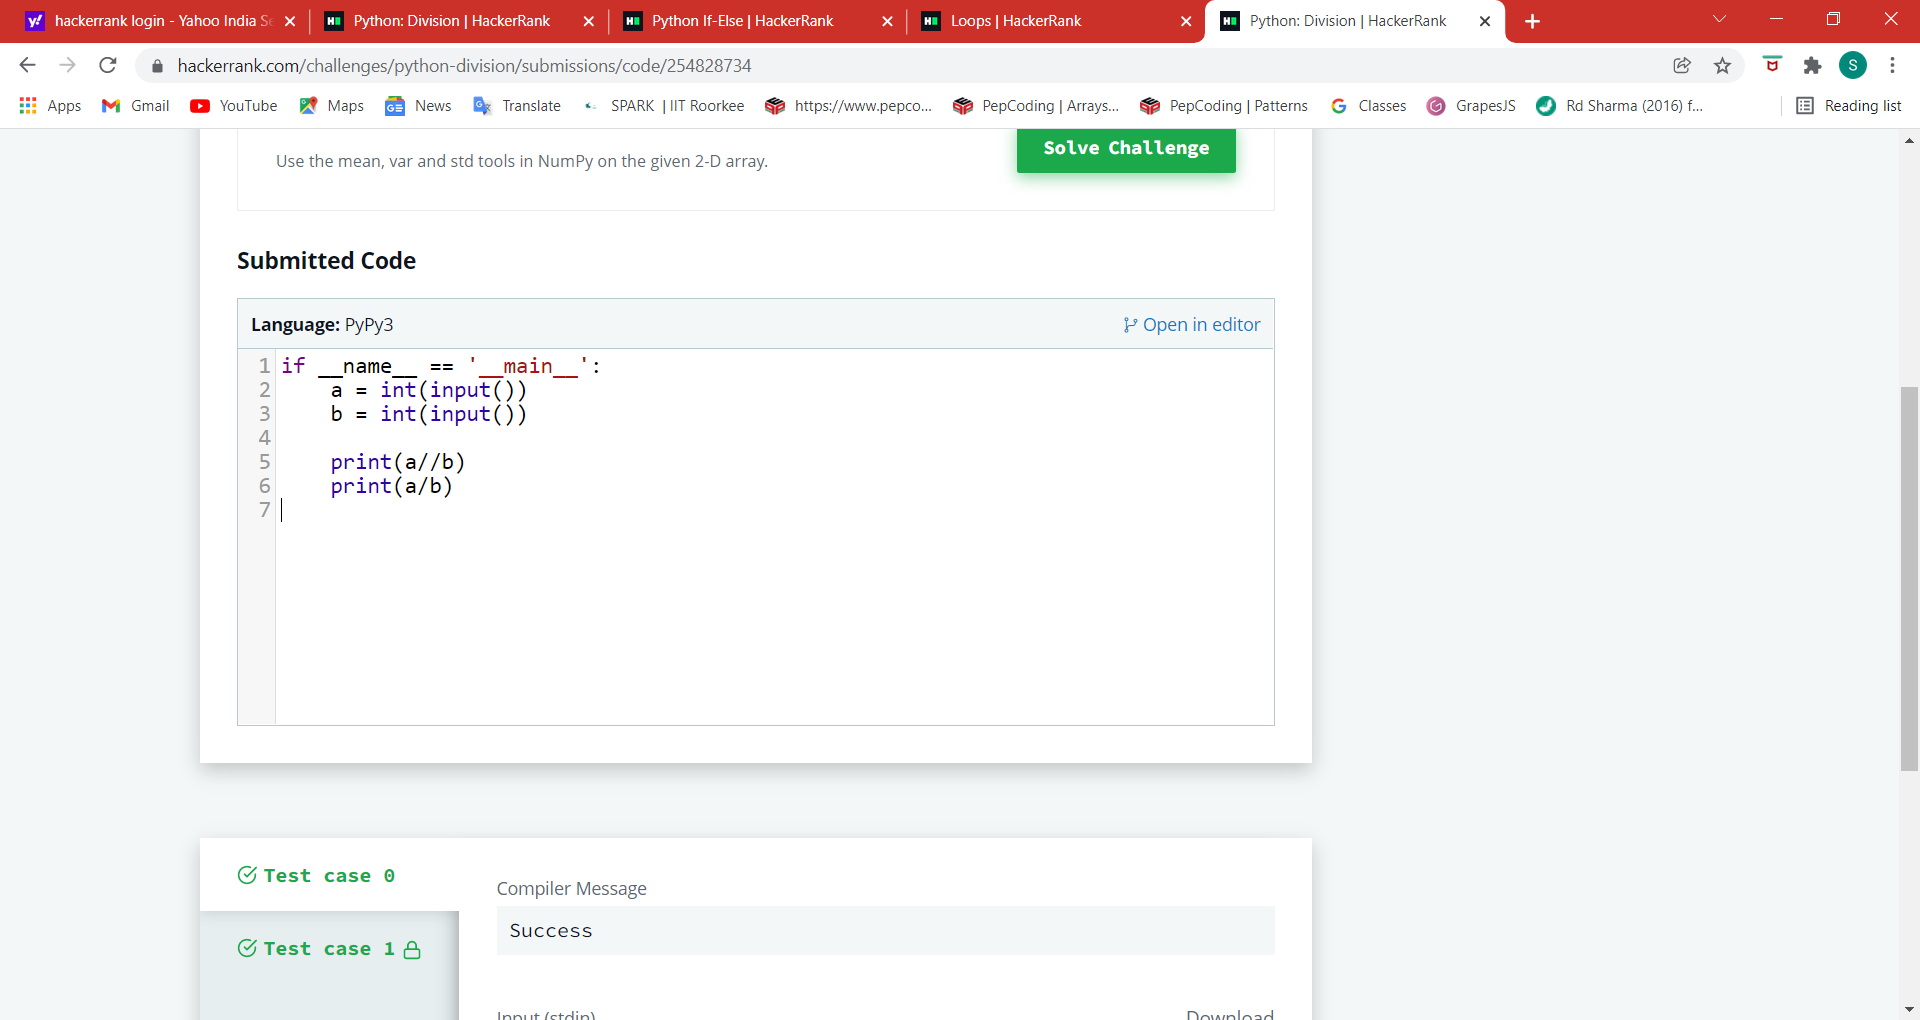 hackerrank login - Yahoo India Se
Python: Division | HackerRank
Python If-Else | HackerRank
Loops | HackerRank
Python: Division | HackerRank
hackerrank.com/challenges/python-division/submissions/code/254828734
S
Apps
Gmail
YouTube
Maps
News
Translate
SPARK | IIT Roorkee
https://www.pepco...
PepCoding | Arrays...
PepCoding | Patterns
Classes
GrapesJS
Rd Sharma (2016) f...
Reading list
Use the mean, var and std tools in NumPy on the given 2-D array.
Solve Challenge
Submitted Code
Language: PyPy3
Open in editor
1 if __name__ == '__main__':
2     a = int(input())
3     b = int(input())
4
5     print(a//b)
6     print(a/b)
7
Test case 0
Compiler Message
Success
Test case 1
Input (stdin)
Download